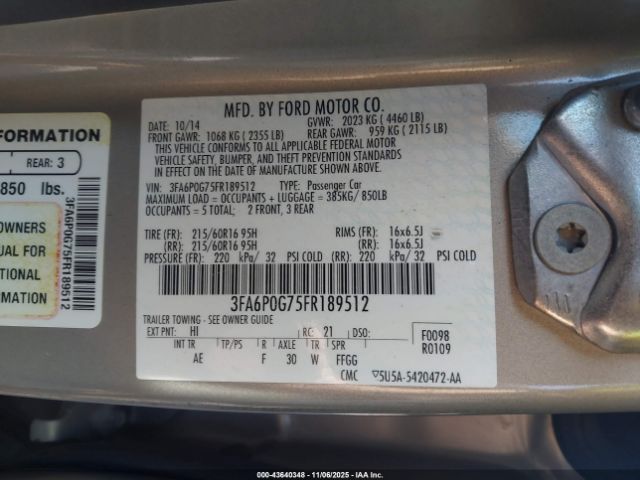 FORMATION
REAR: 3
850 lbs.
OWNERS
UAL FOR
TIONAL
3FA6P0G75FR189512
MFD. BY FORD MOTOR CO.
DATE: 10/14 GVWR: 2023 KG ( 4460 LB)
FRONT GAWR: 1068 KG ( 2355 LB) REAR GAWR: 959 KG ( 2115 LB)
THIS VEHICLE CONFORMS TO ALL APPLICABLE FEDERAL MOTOR
VEHICLE SAFETY, BUMPER, AND THEFT PREVENTION STANDARDS
IN EFFECT ON THE DATE OF MANUFACTURE SHOWN ABOVE.
VIN: 3FA6P0G75FR189512 TYPE: Passenger Car
MAXIMUM LOAD = OCCUPANTS + LUGGAGE = 385KG/ 850LB
OCCUPANTS = 5 TOTAL; 2 FRONT, 3 REAR
TIRE (FR): 215/60R16 95H RIMS (FR): 16x6.5J
(RR): 215/60R16 95H (RR): 16x6.5J
PRESSURE (FR): 220 kPa/ 32 PSI COLD (RR): 220 kPa/ 32 PSI COLD
3FA6P0G75FR189512
TRAILER TOWING - SEE OWNER GUIDE
EXT PNT: HI RC: 21 DSO:
INT TR TP/PS R AXLE TR SPR
AE F 30 W FFGG
F0098
R0109
CMC 5U5A-5420472-AA
000-43640348 - 11/06/2025 - IAA Inc.